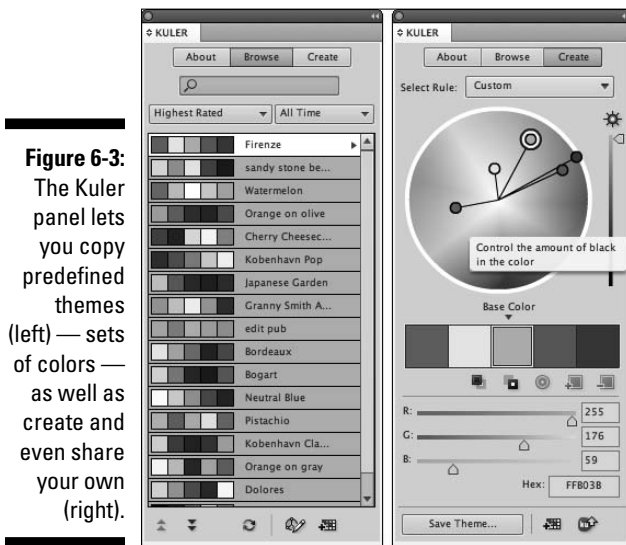 Figure 6-3:
The Kuler
panel lets
you copy
predefined
themes
(left) — sets
of colors —
as well as
create and
even share
your own
(right).
KULER
About Browse Create
Highest Rated All Time
Firenze
sandy stone be...
Watermelon
Orange on olive
Cherry Cheesec...
Kobenhavn Pop
Japanese Garden
Granny Smith A...
edit pub
Bordeaux
Bogart
Neutral Blue
Pistachio
Kobenhavn Cla...
Orange on gray
Dolores
KULER
About Browse Create
Select Rule: Custom
Control the amount of black
in the color
Base Color
R: 255
G: 176
B: 59
Hex: FFB03B
Save Theme...